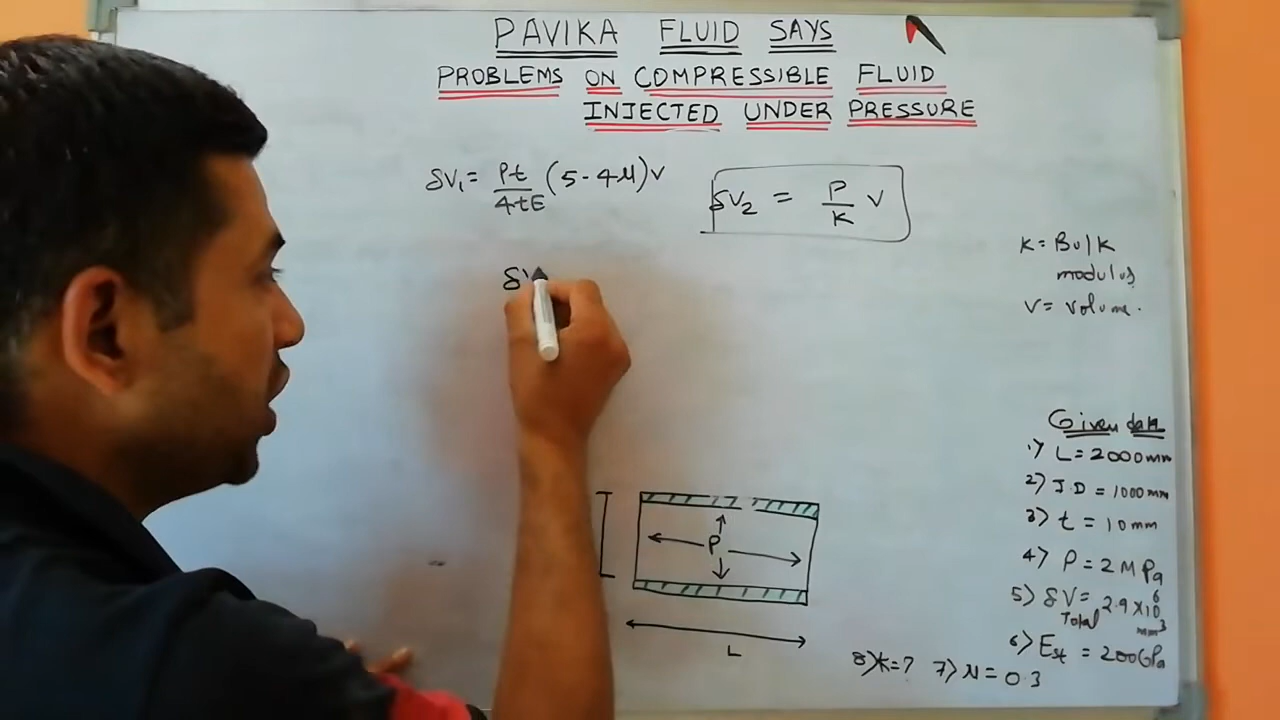 PAVIKA FLUID SAYS
PROBLEMS ON COMPRESSIBLE FLUID
INJECTED UNDER PRESSURE
δV₁ = Pt/4tE (5-4μ)V
δV₂ = P/K V
K = Bulk
modulus
V = volume.
δV
Given data
1) L = 2000mm
2) I.D = 1000mm
3) t = 10mm
4) P = 2 MPa
5) δV = 2.9 X 10⁶
Total mm³
6) Est = 200GPa
8) K = ? 7) μ = 0.3
P
L